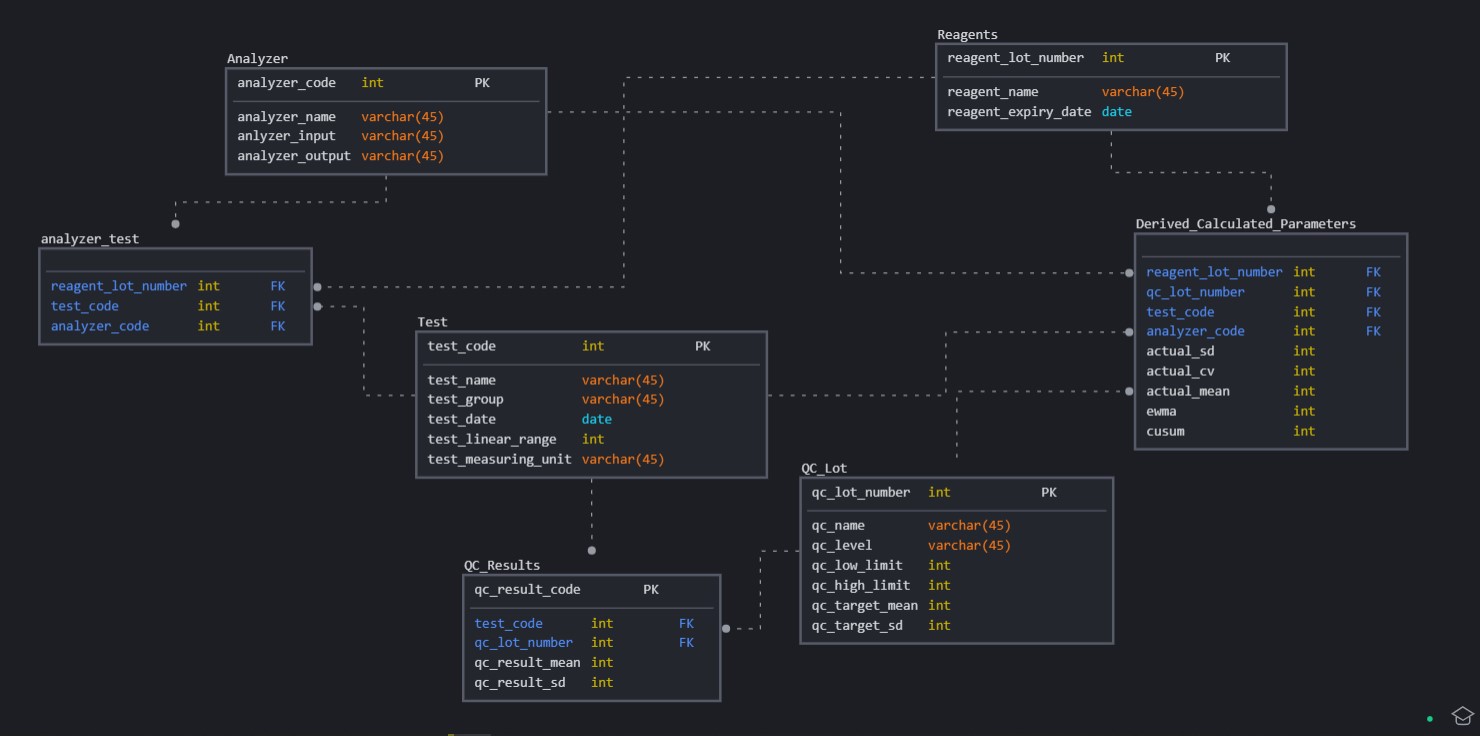 Analyzer
analyzer_code int PK
analyzer_name varchar(45)
anlyzer_input varchar(45)
analyzer_output varchar(45)
Reagents
reagent_lot_number int PK
reagent_name varchar(45)
reagent_expiry_date date
analyzer_test
reagent_lot_number int FK
test_code int FK
analyzer_code int FK
Derived_Calculated_Parameters
reagent_lot_number int FK
qc_lot_number int FK
test_code int FK
analyzer_code int FK
actual_sd int
actual_cv int
actual_mean int
ewma int
cusum int
Test
test_code int PK
test_name varchar(45)
test_group varchar(45)
test_date date
test_linear_range int
test_measuring_unit varchar(45)
QC_Lot
qc_lot_number int PK
qc_name varchar(45)
qc_level varchar(45)
qc_low_limit int
qc_high_limit int
qc_target_mean int
qc_target_sd int
QC_Results
qc_result_code PK
test_code int FK
qc_lot_number int FK
qc_result_mean int
qc_result_sd int